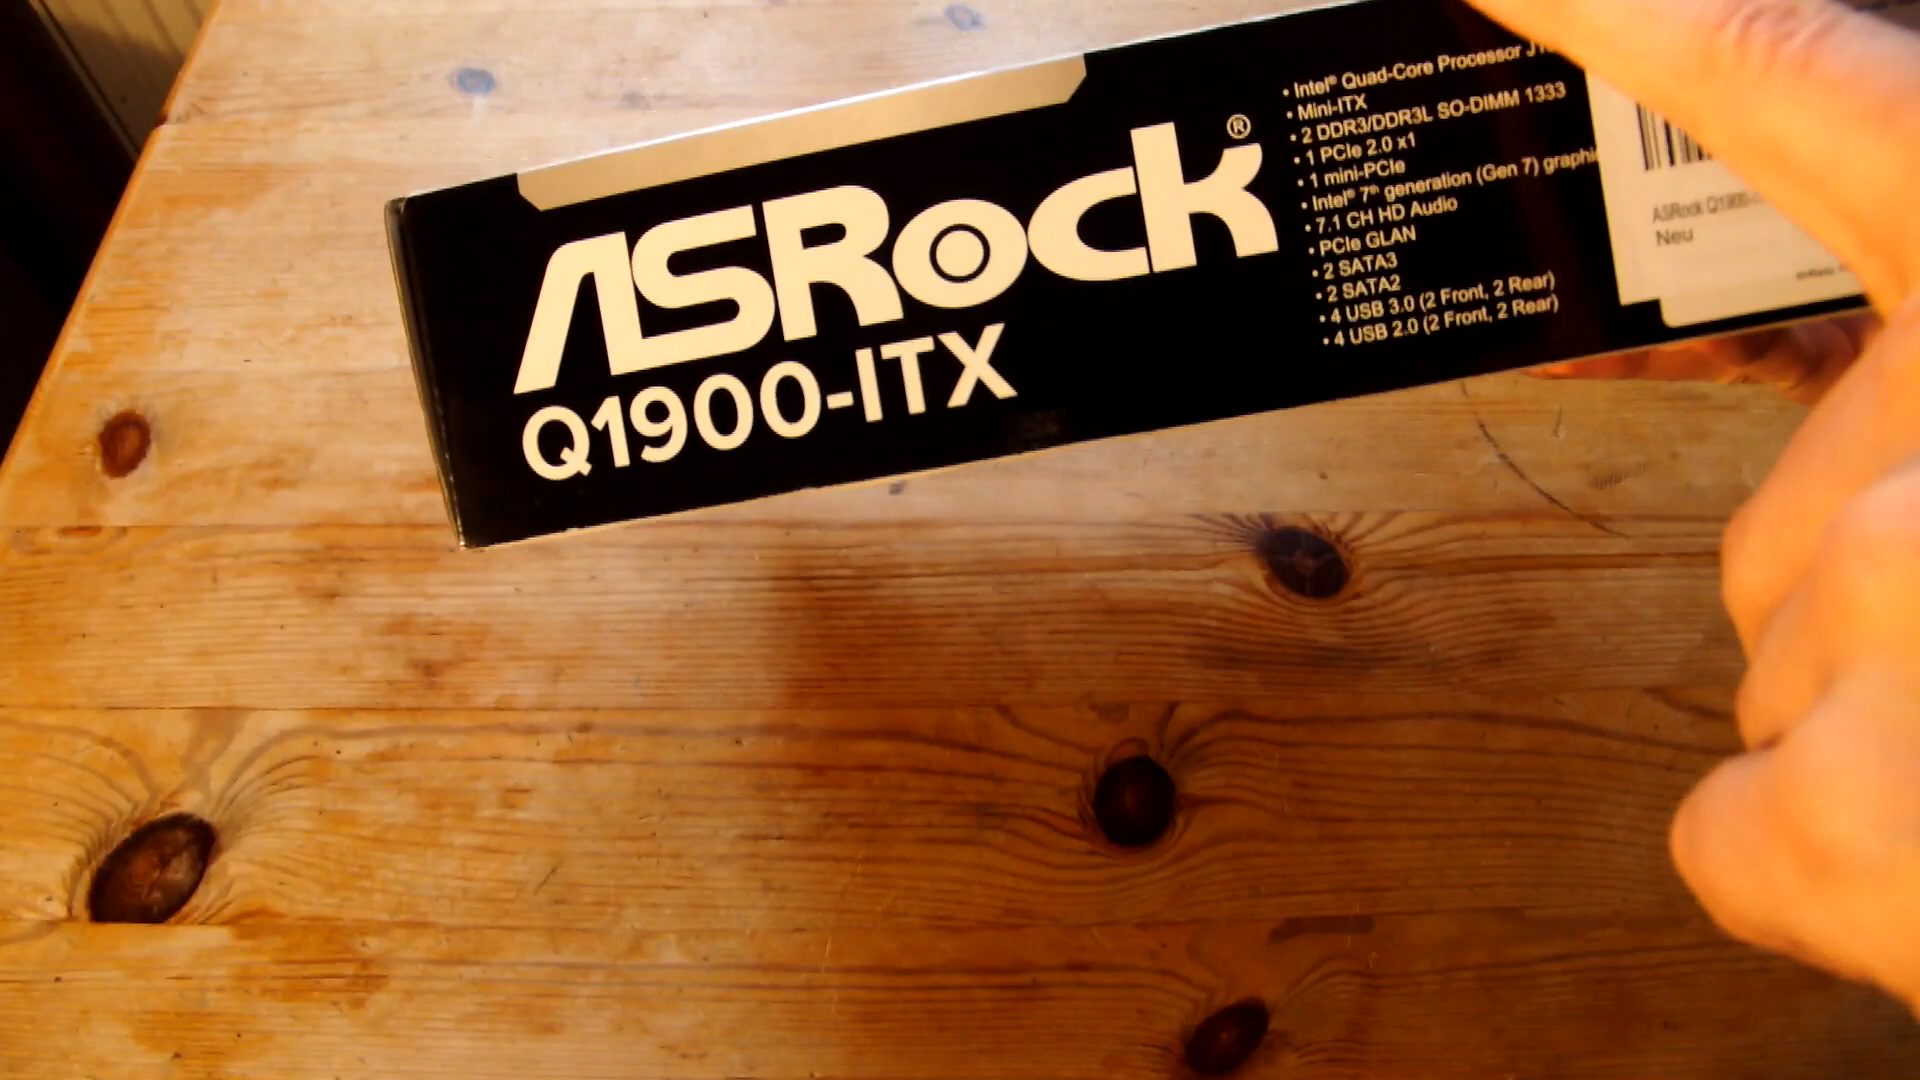 ASRock®
Q1900-ITX
• Intel® Quad-Core Processor
• Mini-ITX
• 2 DDR3/DDR3L SO-DIMM 1333
• 1 PCIe 2.0 x1
• 1 mini-PCIe
• Intel® 7th generation (Gen 7)
• 7.1 CH HD Audio
• PCIe GLAN
• 2 SATA3
• 2 SATA2
• 4 USB 3.0 (2 Front, 2 Rear)
• 4 USB 2.0 (2 Front, 2 Rear)
ASRock
Neu